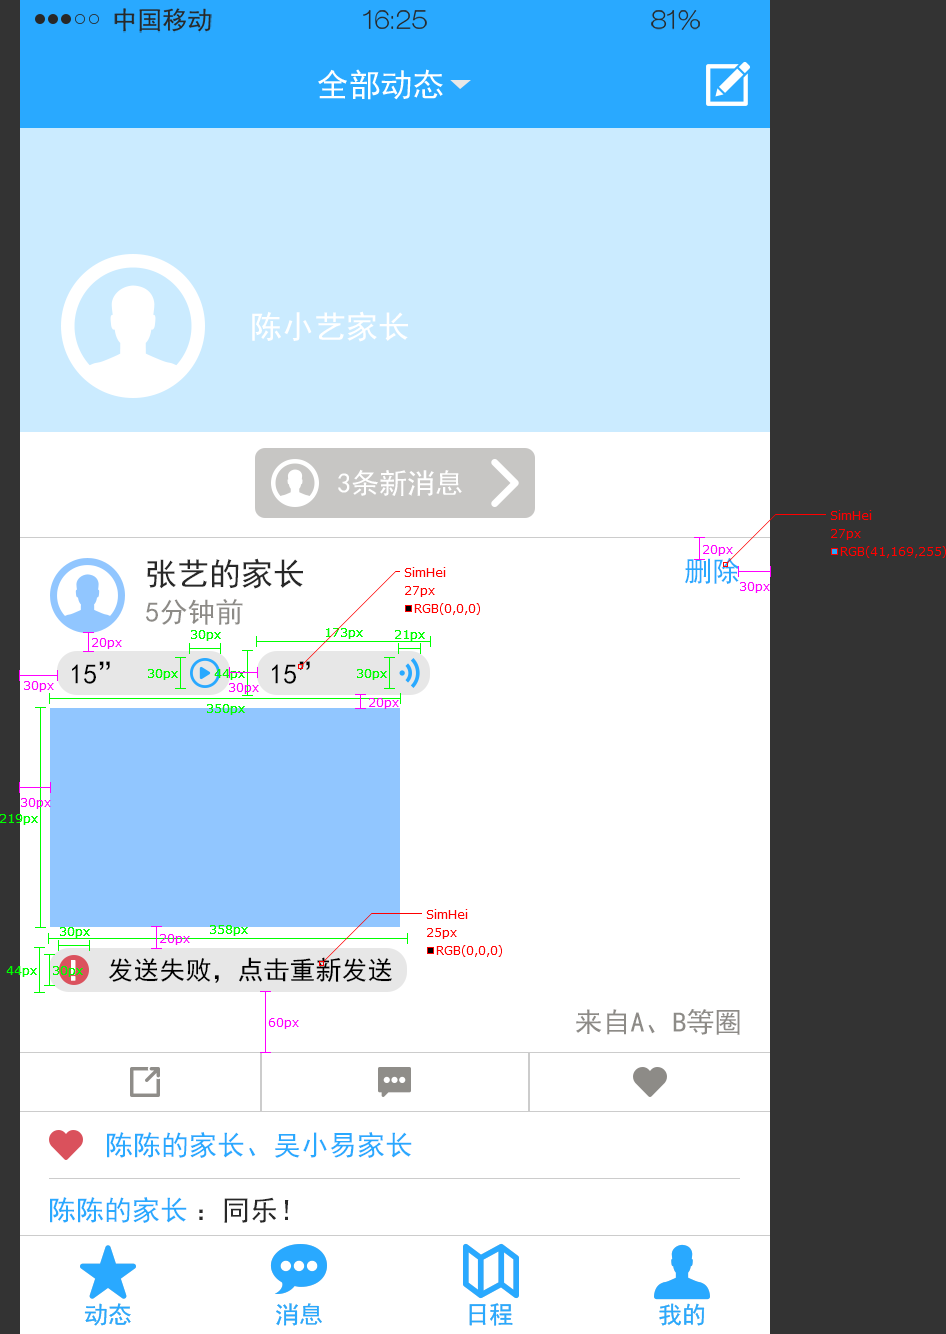 中国移动 16:25 81%
全部动态
陈小艺家长
3条新消息
SimHei
27px
RGB(41,169,255)
20px
删除
30px
张艺的家长
SimHei
27px
RGB(0,0,0)
5分钟前
20px 30px 173px 21px
15” 30px 44px 15” 30px
30px 30px
350px 20px
30px
219px
SimHei
25px
RGB(0,0,0)
30px 20px 358px
44px 30px 发送失败，点击重新发送
60px
来自A、B等圈
陈陈的家长、吴小易家长
陈陈的家长：同乐！
动态 消息 日程 我的